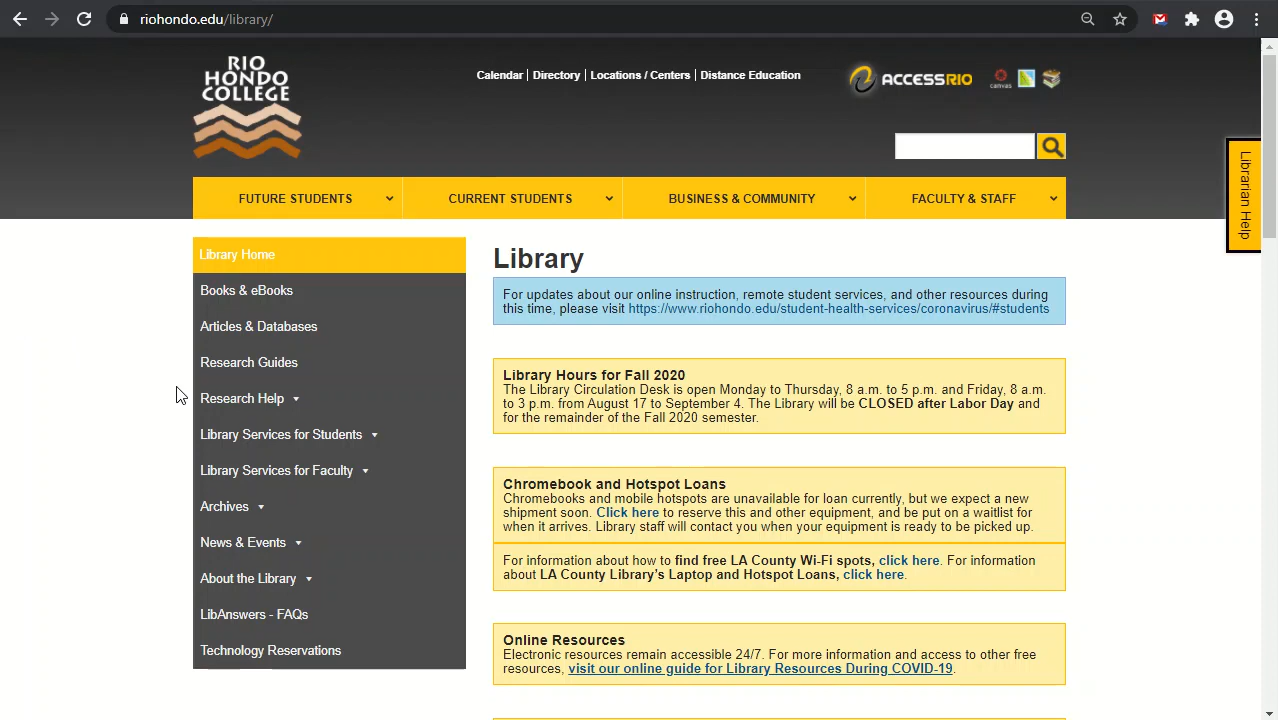 riohondo.edu/library/
RIO
HONDO
COLLEGE
Calendar | Directory | Locations / Centers | Distance Education
ACCESSRIO
canvas
FUTURE STUDENTS
CURRENT STUDENTS
BUSINESS & COMMUNITY
FACULTY & STAFF
Librarian Help
Library Home
Books & eBooks
Articles & Databases
Research Guides
Research Help
Library Services for Students
Library Services for Faculty
Archives
News & Events
About the Library
LibAnswers - FAQs
Technology Reservations
Library
For updates about our online instruction, remote student services, and other resources during
this time, please visit https://www.riohondo.edu/student-health-services/coronavirus/#students
Library Hours for Fall 2020
The Library Circulation Desk is open Monday to Thursday, 8 a.m. to 5 p.m. and Friday, 8 a.m.
to 3 p.m. from August 17 to September 4. The Library will be CLOSED after Labor Day and
for the remainder of the Fall 2020 semester.
Chromebook and Hotspot Loans
Chromebooks and mobile hotspots are unavailable for loan currently, but we expect a new
shipment soon. Click here to reserve this and other equipment, and be put on a waitlist for
when it arrives. Library staff will contact you when your equipment is ready to be picked up.
For information about how to find free LA County Wi-Fi spots, click here. For information
about LA County Library's Laptop and Hotspot Loans, click here.
Online Resources
Electronic resources remain accessible 24/7. For more information and access to other free
resources, visit our online guide for Library Resources During COVID-19.